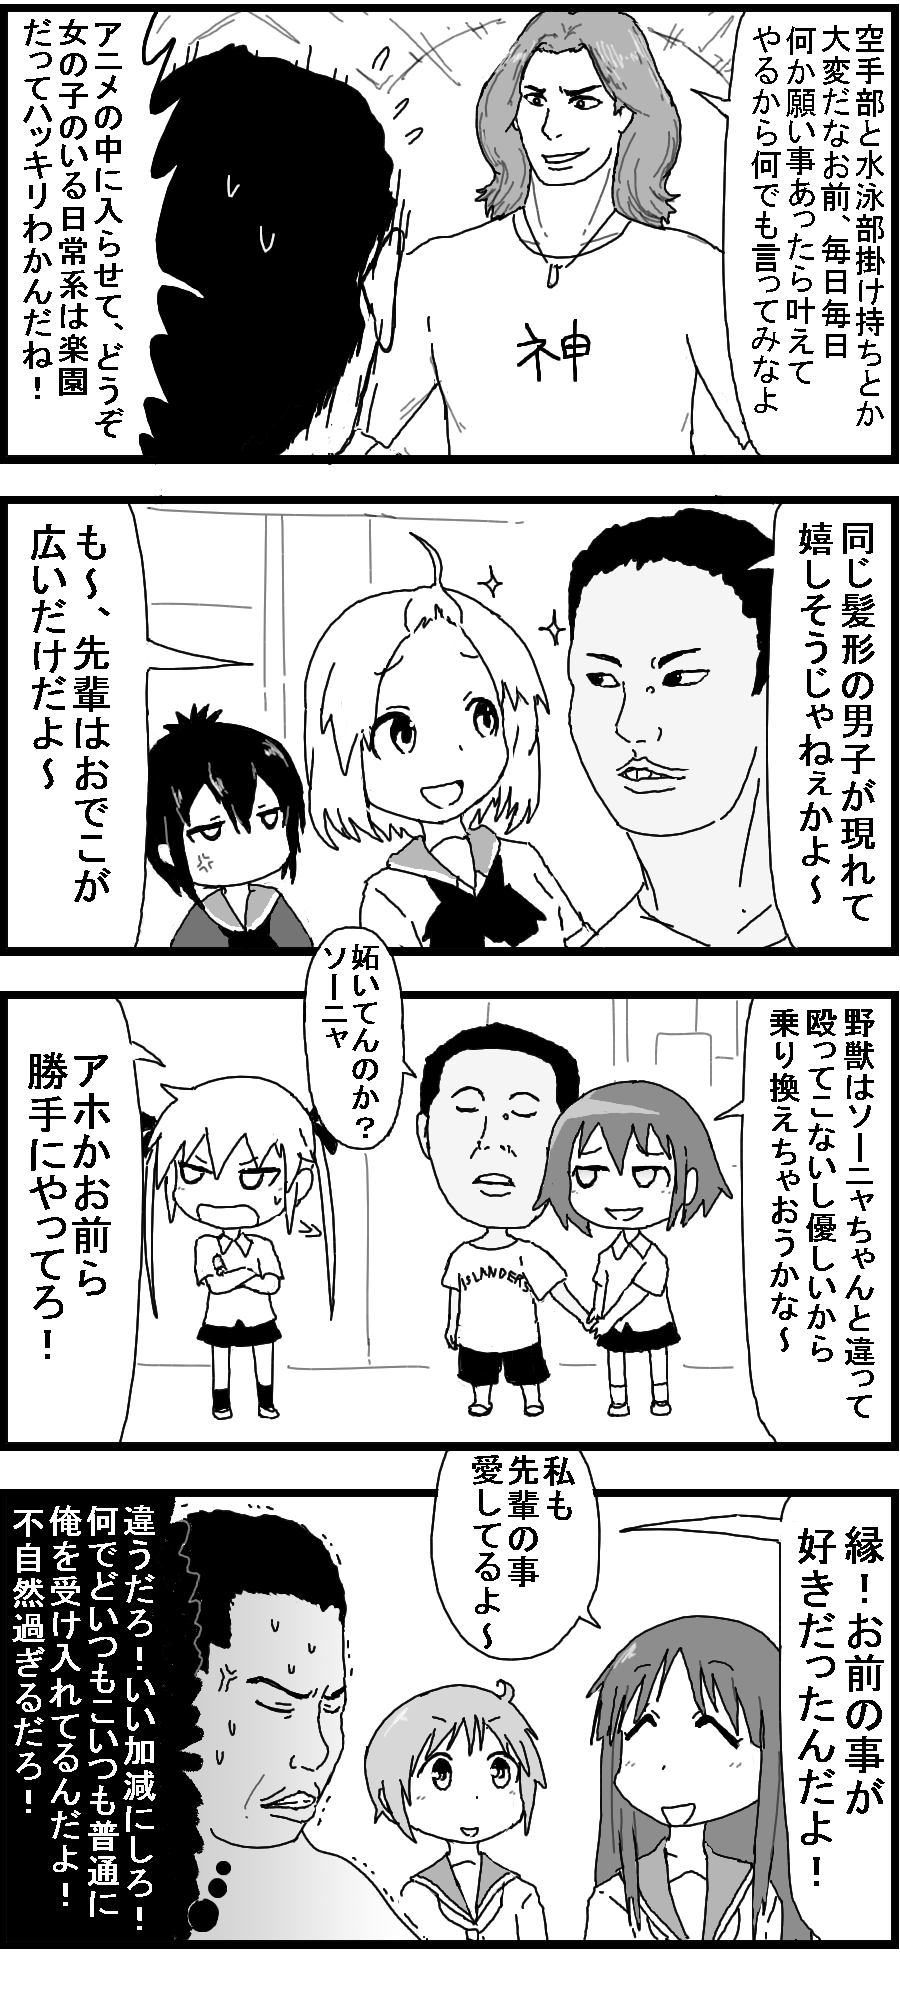 空手部と水泳部掛け持ちとか
大変だなお前、毎日毎日
何か願い事あったら叶えて
やるから何でも言ってみなよ
神
アニメの中に入らせて、どうぞ
女の子のいる日常系は楽園
だってハッキリわかんだね！
同じ髪形の男子が現れて
嬉しそうじゃねぇかよ～
も～、先輩はおでこが
広いだけだよ～
野獣はソーニャちゃんと違って
殴ってこないし優しいから
乗り換えちゃおうかな～
妬いてんのか？
ソーニャ
ISLANDERS
アホかお前ら
勝手にやってろ！
縁！お前の事が
好きだったんだよ！
私も
先輩の事
愛してるよ～
違うだろ！いい加減にしろ！
何でどいつもこいつも普通に
俺を受け入れてるんだよ！
不自然過ぎるだろ！